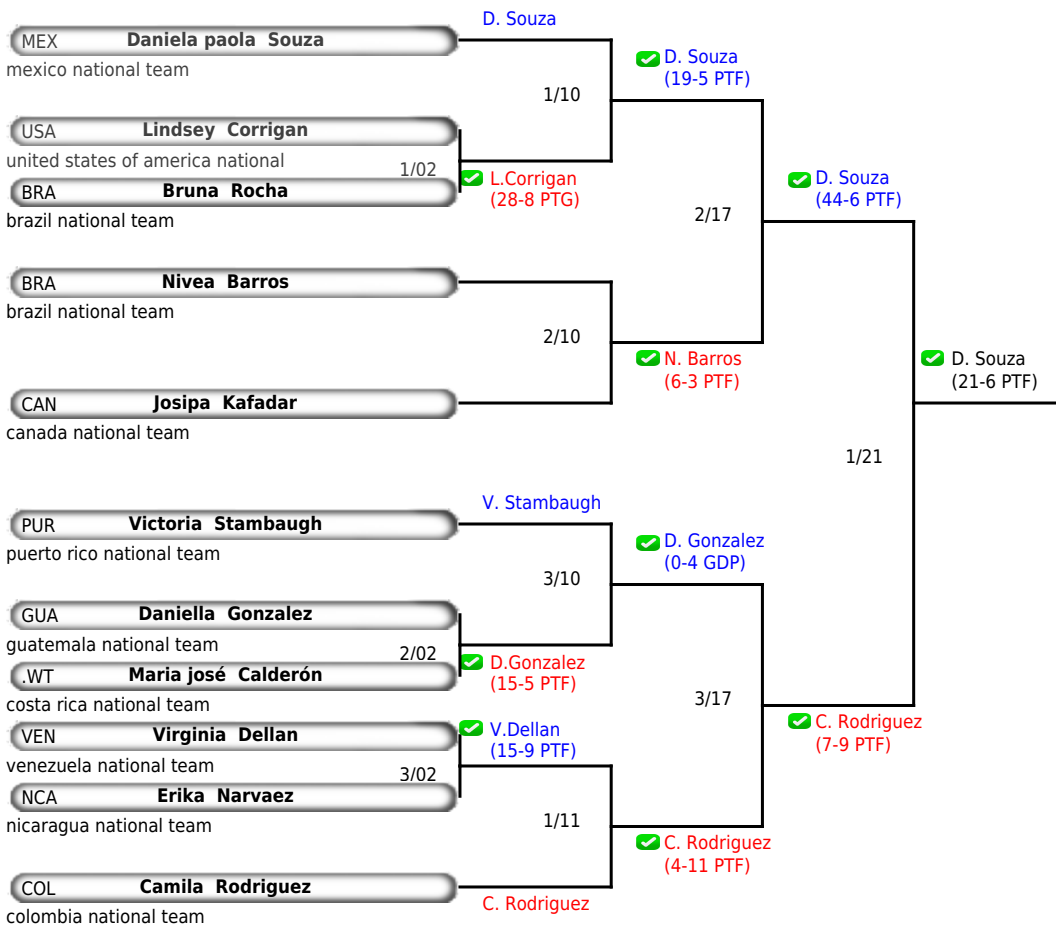 D. Souza
MEX Daniela paola Souza
mexico national team
D. Souza
(19-5 PTF)
1/10
USA Lindsey Corrigan
united states of america national
1/02
BRA Bruna Rocha
brazil national team
L.Corrigan
(28-8 PTG)
D. Souza
(44-6 PTF)
2/17
BRA Nivea Barros
brazil national team
2/10
N. Barros
(6-3 PTF)
D. Souza
(21-6 PTF)
CAN Josipa Kafadar
canada national team
1/21
V. Stambaugh
PUR Victoria Stambaugh
puerto rico national team
D. Gonzalez
(0-4 GDP)
3/10
GUA Daniella Gonzalez
guatemala national team
2/02
.WT Maria josé Calderón
costa rica national team
D.Gonzalez
(15-5 PTF)
3/17
C. Rodriguez
(7-9 PTF)
VEN Virginia Dellan
venezuela national team
V.Dellan
(15-9 PTF)
3/02
NCA Erika Narvaez
nicaragua national team
1/11
C. Rodriguez
(4-11 PTF)
COL Camila Rodriguez
colombia national team
C. Rodriguez